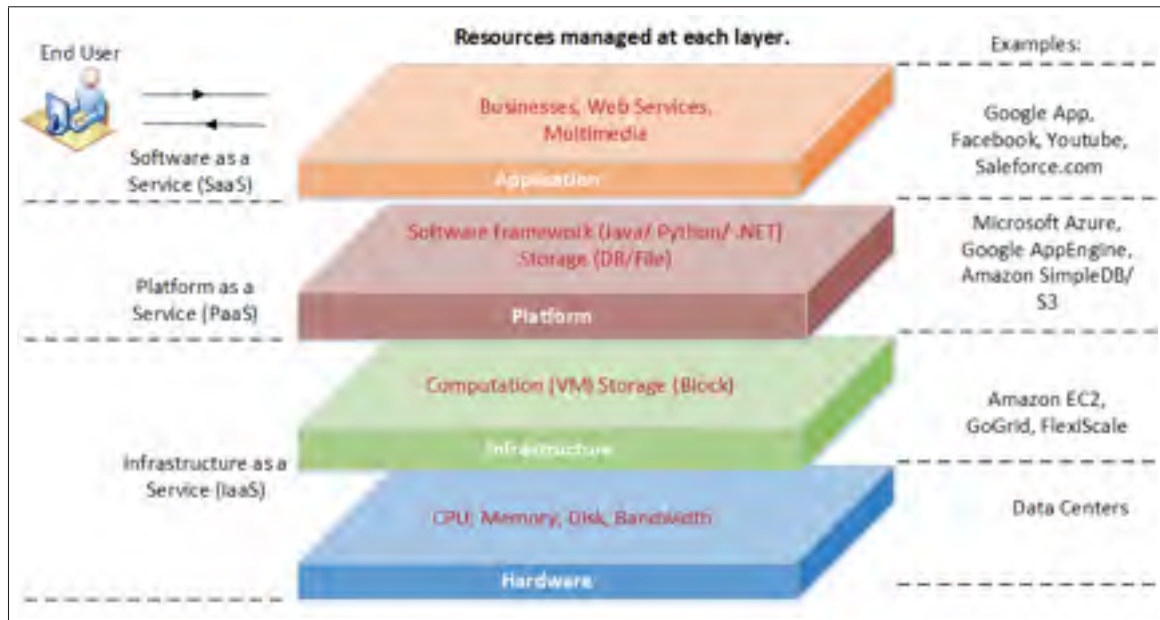 Resources managed at each layer.
End User
Examples:
Businesses, Web Services,
Multimedia
Application
Google App,
Facebook, Youtube,
Saleforce.com
Software as a
Service (SaaS)
Software framework (Java/ Python/ .NET)
Storage (DB/File)
Platform
Microsoft Azure,
Google AppEngine,
Amazon SimpleDB/
S3
Platform as a
Service (PaaS)
Computation (VM) Storage (Block)
Infrastructure
Amazon EC2,
GoGrid, FlexiScale
Infrastructure as a
Service (IaaS)
CPU, Memory, Disk, Bandwidth
Hardware
Data Centers